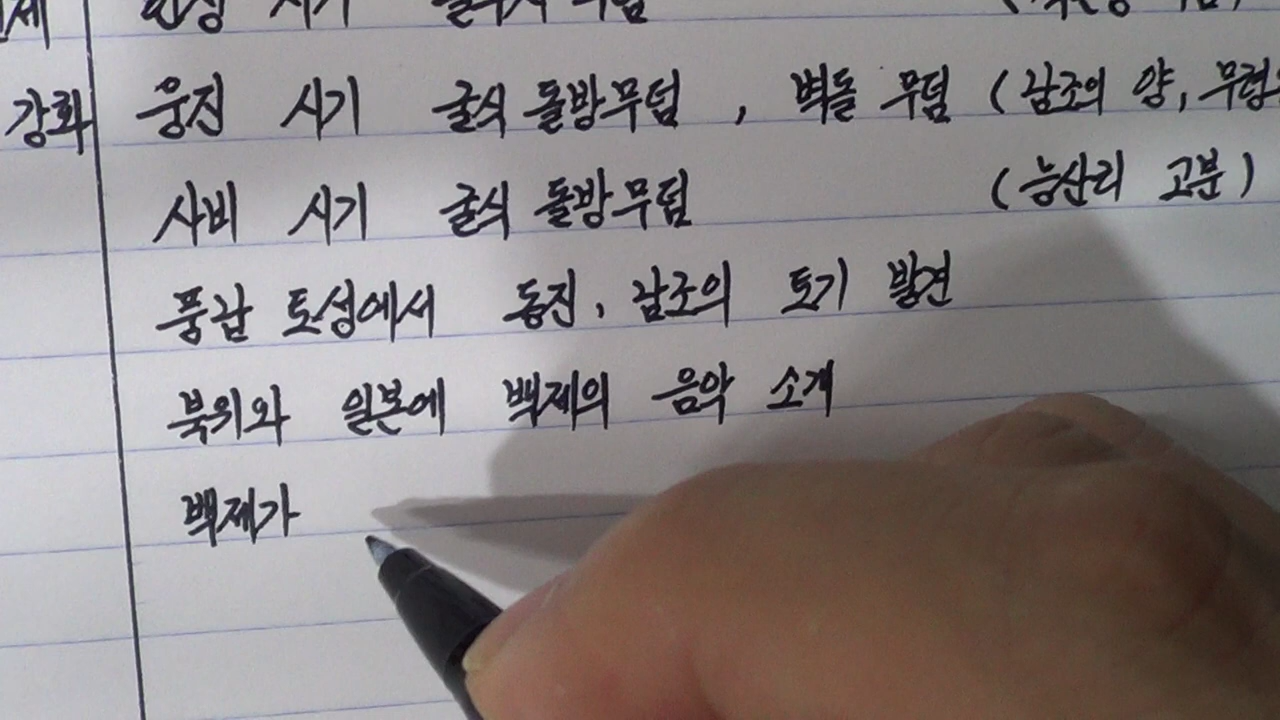 시기
강화 웅진 시기 굴식 돌방무덤 , 벽돌 무덤 ( 남조의 양,
사비 시기 굴식 돌방무덤 ( 능산리 고분 )
풍납 토성에서 동진, 남조의 토기 발견
북위와 일본에 백제의 음악 소개
백제가